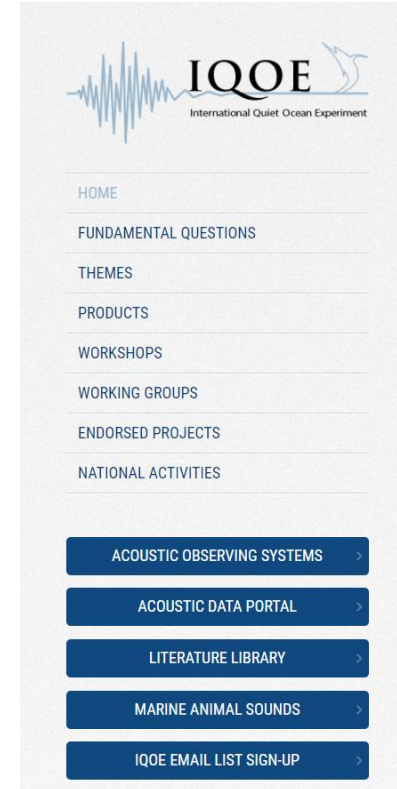 IQOE
International Quiet Ocean Experiment
HOME
FUNDAMENTAL QUESTIONS
THEMES
PRODUCTS
WORKSHOPS
WORKING GROUPS
ENDORSED PROJECTS
NATIONAL ACTIVITIES
ACOUSTIC OBSERVING SYSTEMS
ACOUSTIC DATA PORTAL
LITERATURE LIBRARY
MARINE ANIMAL SOUNDS
IQOE EMAIL LIST SIGN-UP